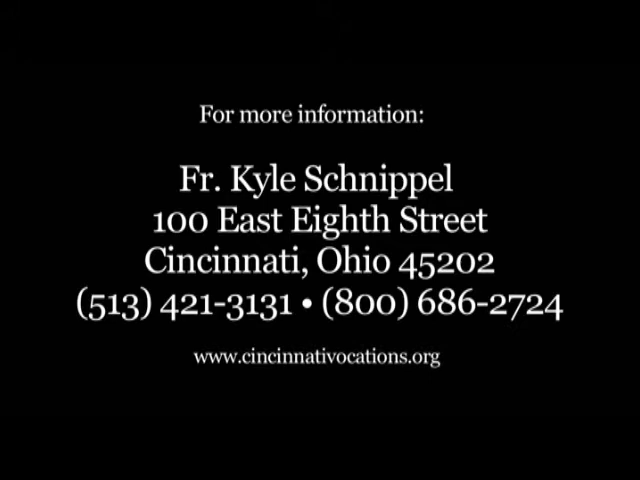 For more information:
Fr. Kyle Schnippel
100 East Eighth Street
Cincinnati, Ohio 45202
(513) 421-3131 • (800) 686-2724
www.cincinnativocations.org